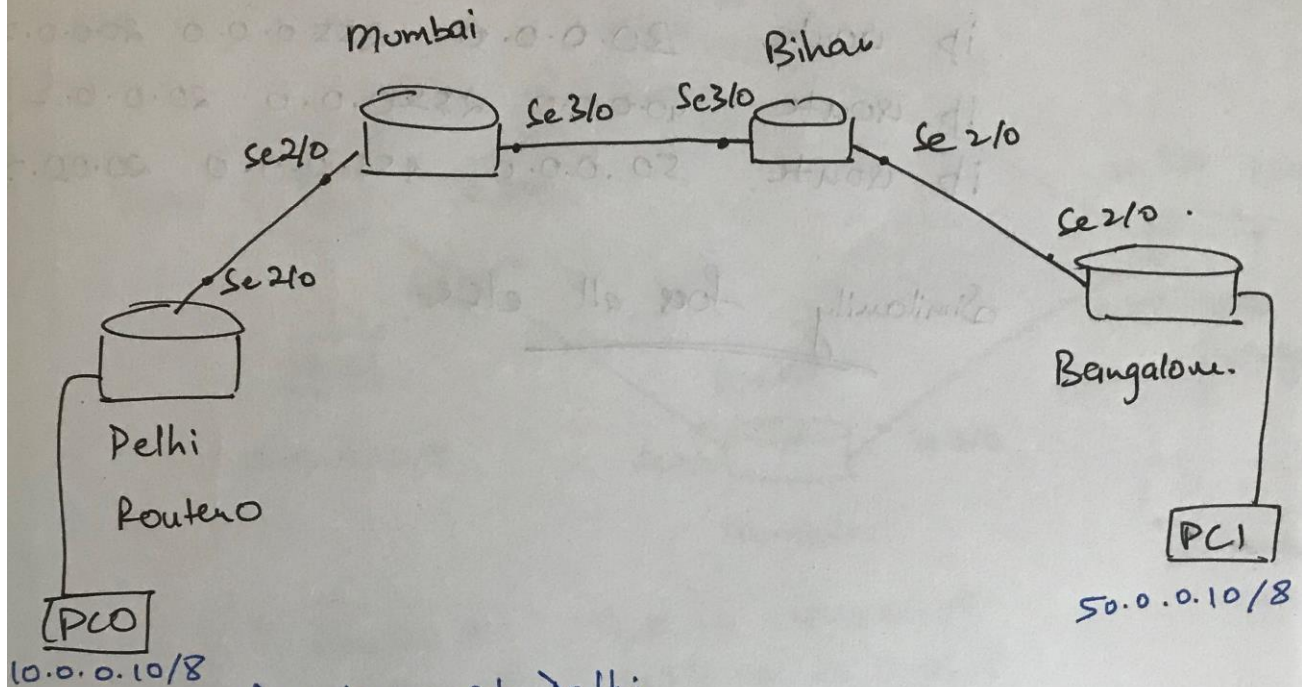 Mumbai
Bihar
Se3/0
Se3/0
Se2/0
Se2/0
Se2/0
Se2/0
Delhi
Router0
Bangalore.
PC1
50.0.0.10/8
PC0
10.0.0.10/8